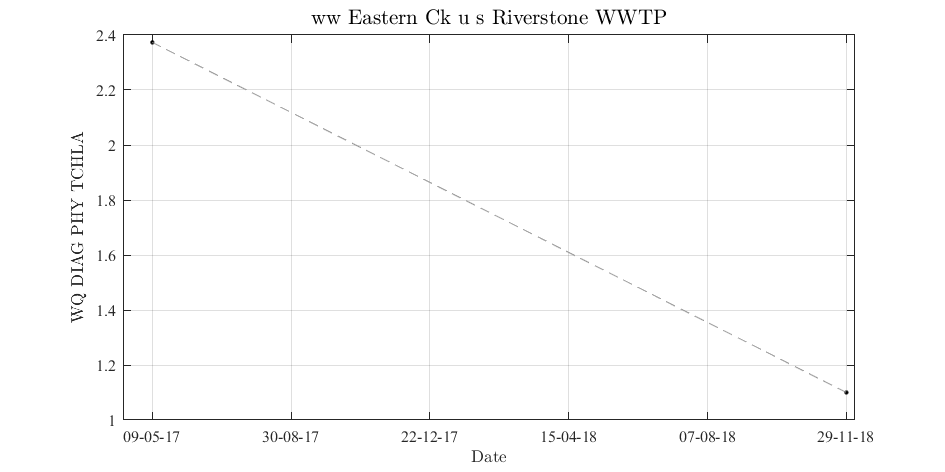 ww Eastern Ck u s Riverstone WWTP
2.4
2.2
2
1.8
1.6
1.4
1.2
1
WQ DIAG PHY TCHLA
09-05-17 30-08-17 22-12-17 15-04-18 07-08-18 29-11-18
Date